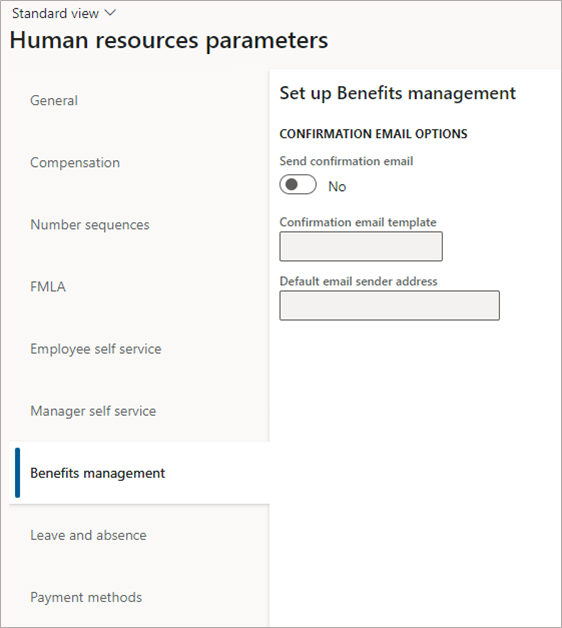 Standard view
Human resources parameters
General
Compensation
Number sequences
FMLA
Employee self service
Manager self service
Benefits management
Leave and absence
Payment methods
Set up Benefits management
CONFIRMATION EMAIL OPTIONS
Send confirmation email
No
Confirmation email template
Default email sender address